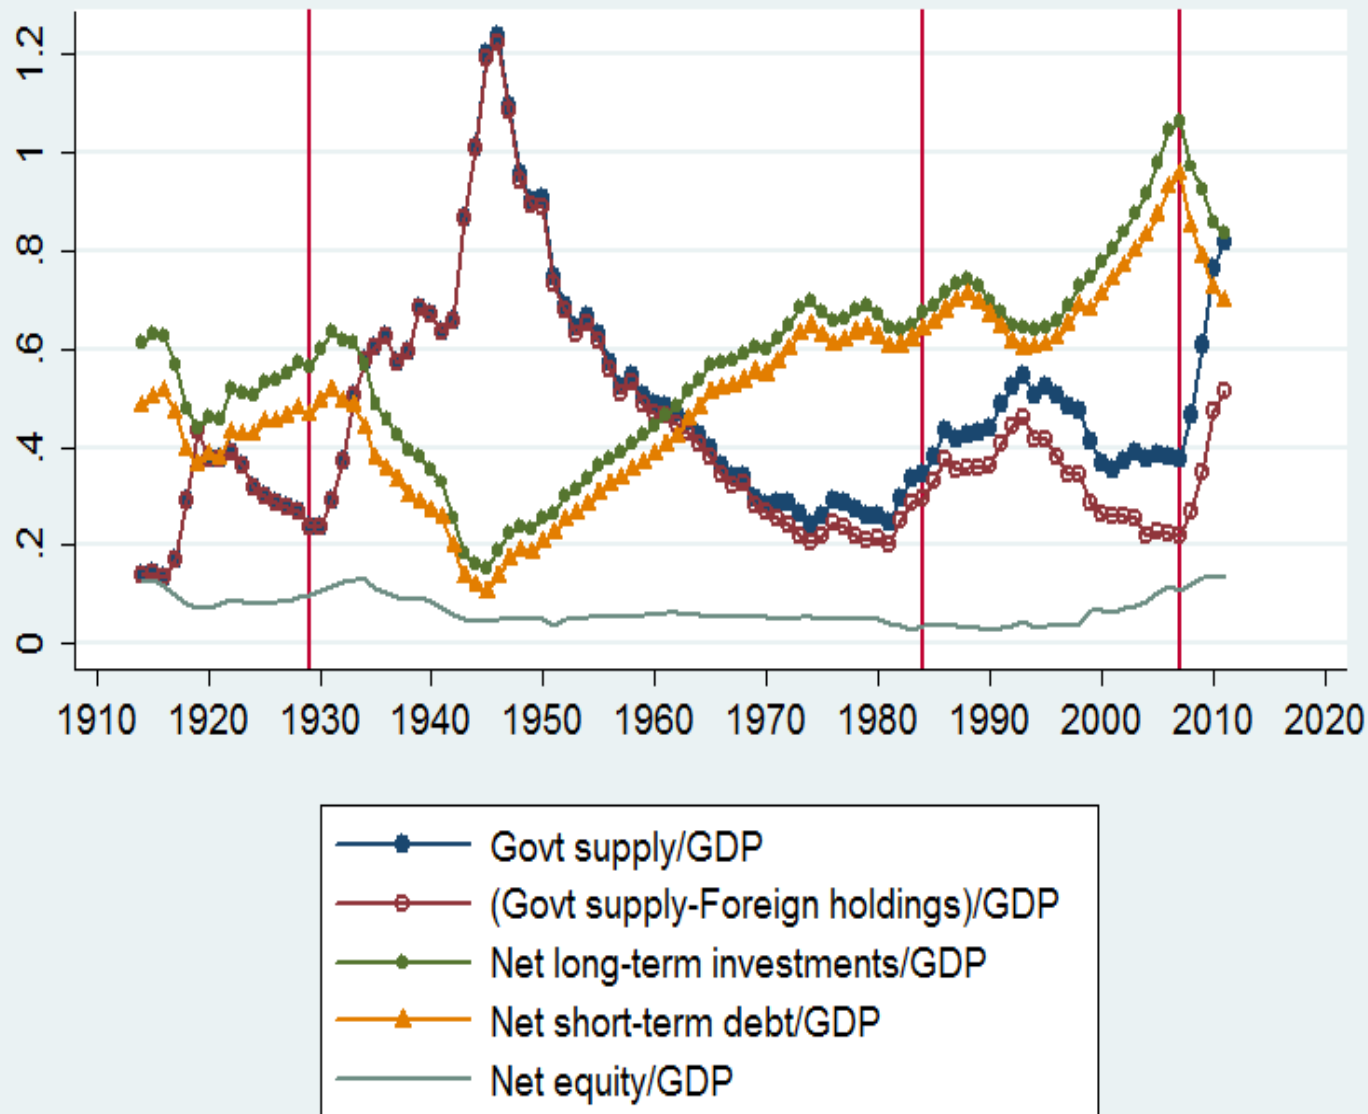 1.2
1
.8
.6
.4
.2
0
1910 1920 1930 1940 1950 1960 1970 1980 1990 2000 2010 2020
Govt supply/GDP
(Govt supply-Foreign holdings)/GDP
Net long-term investments/GDP
Net short-term debt/GDP
Net equity/GDP